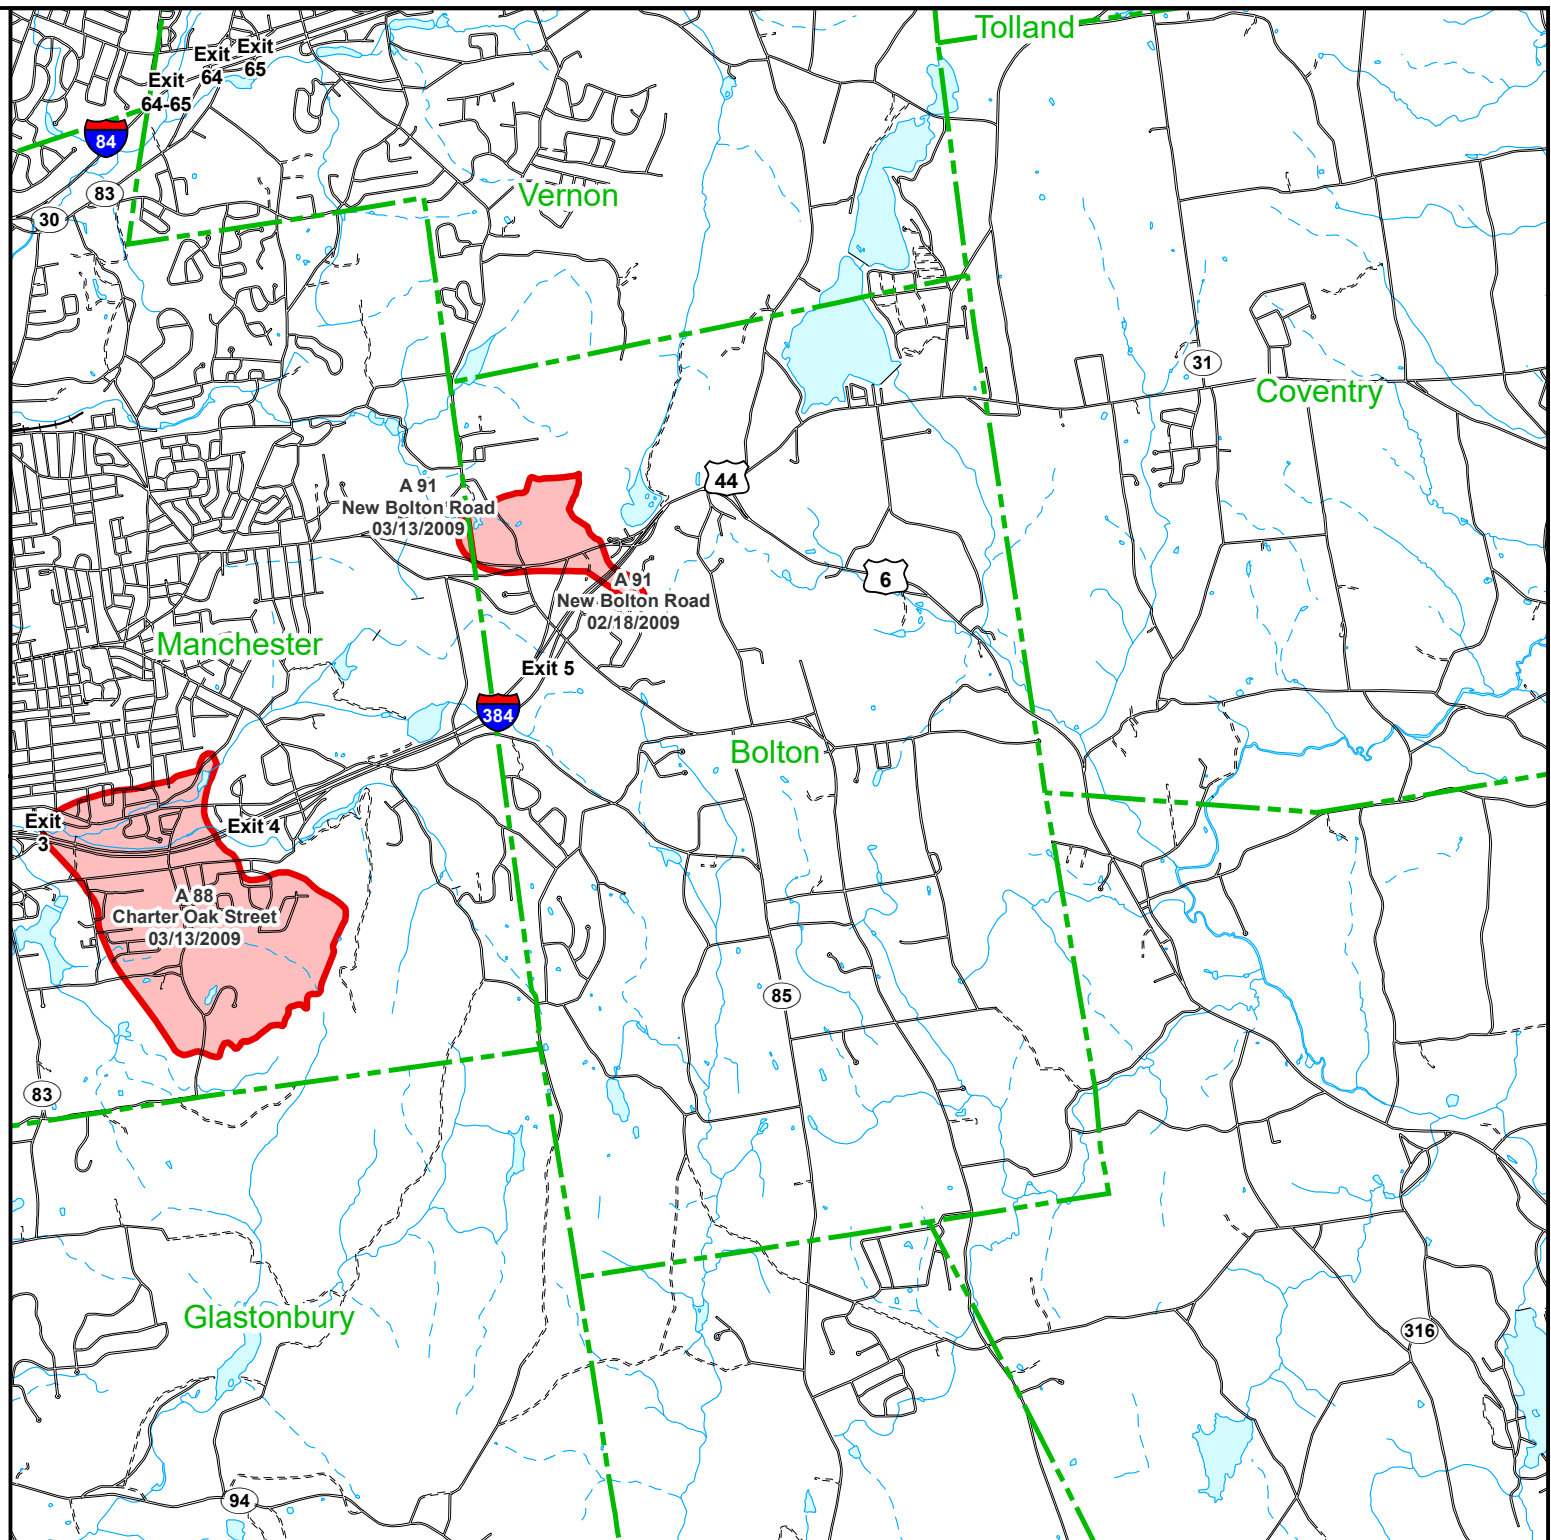 Tolland
Exit
64
Exit
65
Exit
64-65
84
83
30
Vernon
31
Coventry
44
A 91
New Bolton Road
03/13/2009
6
A 91
New Bolton Road
02/18/2009
Manchester
Exit 5
384
Bolton
Exit
3
Exit 4
A 88
Charter Oak Street
03/13/2009
85
83
Glastonbury
316
94